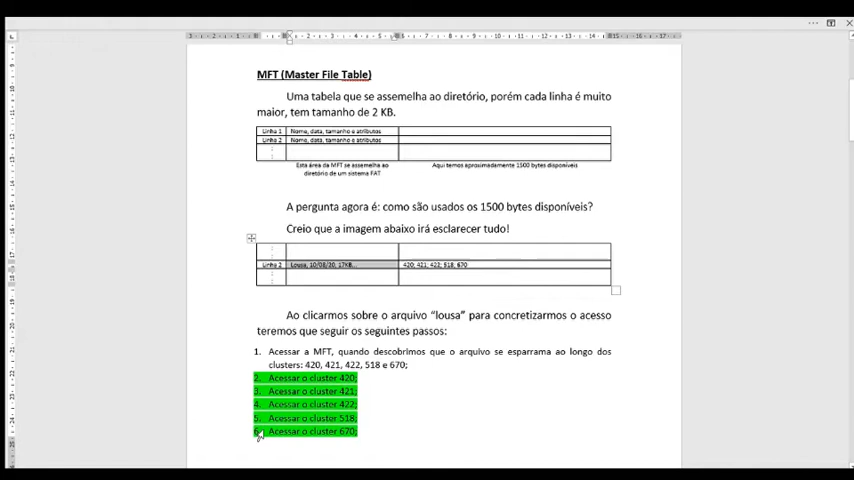 MFT (Master File Table)
Uma tabela que se assemelha ao diretório, porém cada linha é muito
maior, tem tamanho de 2 KB.
Linha 1 Nome, data, tamanho e atributos
Linha 2 Nome, data, tamanho e atributos
Esta área da MFT se assemelha ao Aqui temos aproximadamente 1500 bytes disponíveis
diretório de um sistema FAT
A pergunta agora é: como são usados os 1500 bytes disponíveis?
Creio que a imagem abaixo irá esclarecer tudo!
Linha 2 Lousa, 10/08/20, 17KB... 420; 421; 422; 518; 670
Ao clicarmos sobre o arquivo “lousa” para concretizarmos o acesso
teremos que seguir os seguintes passos:
1. Acessar a MFT, quando descobrimos que o arquivo se esparrama ao longo dos
clusters: 420, 421, 422, 518 e 670;
2. Acessar o cluster 420;
3. Acessar o cluster 421;
4. Acessar o cluster 422;
5. Acessar o cluster 518;
6. Acessar o cluster 670;